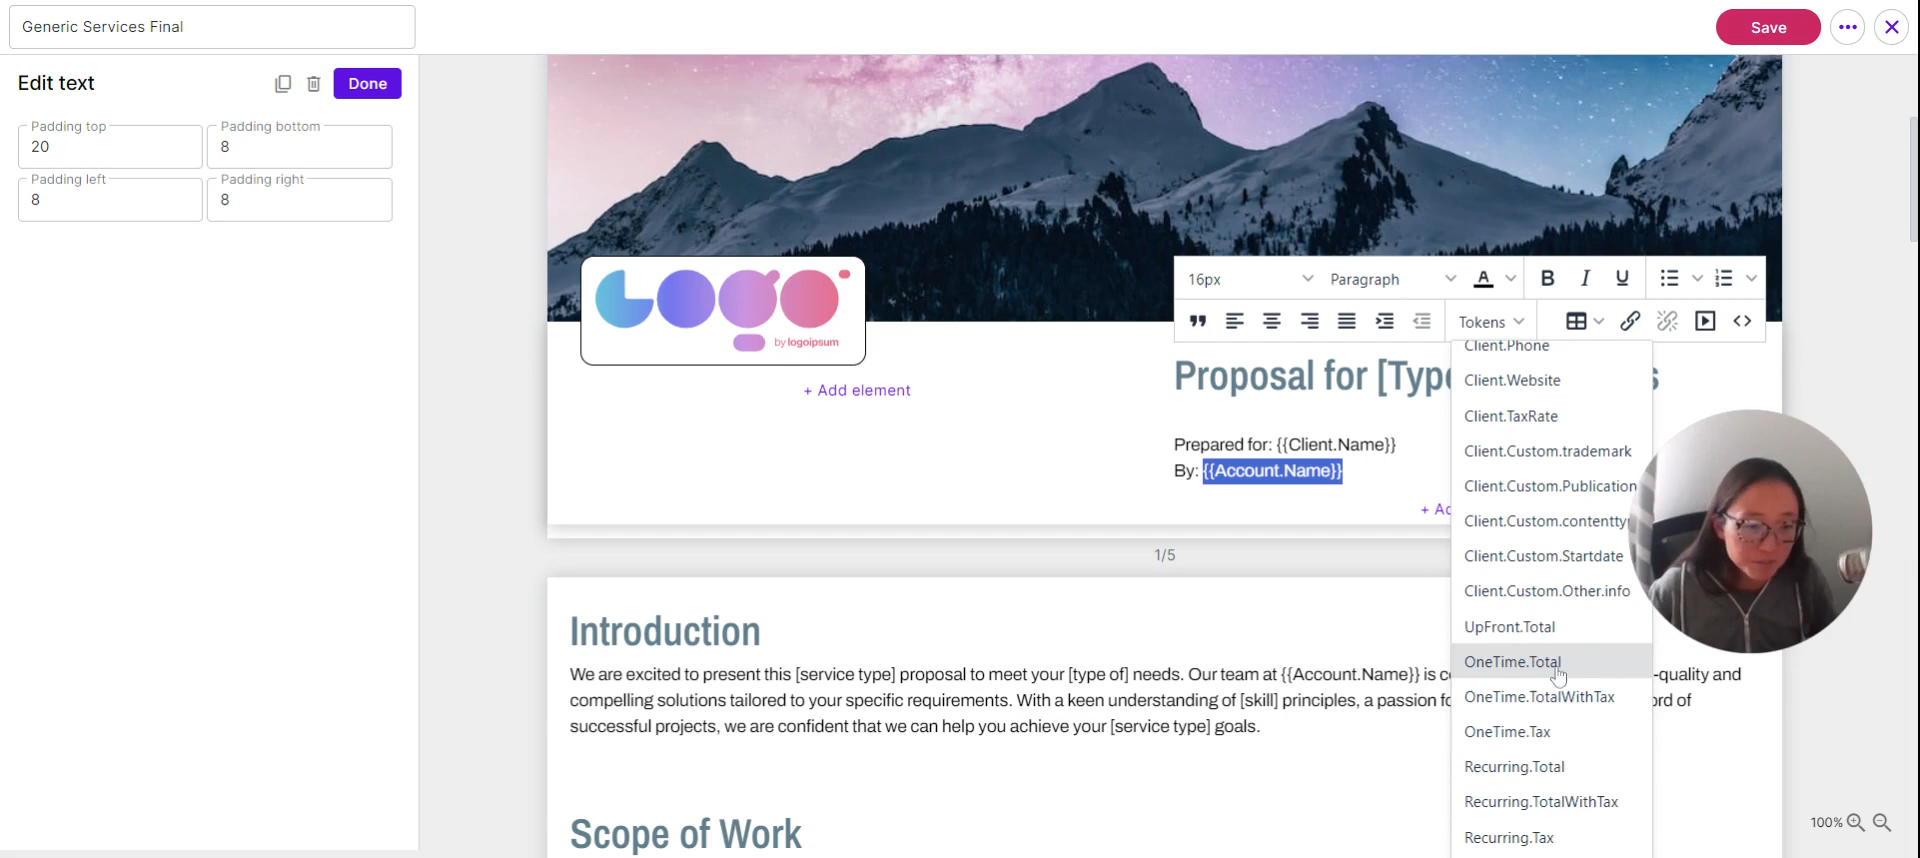 Generic Services Final
Save
Edit text
Done
Padding top
20
Padding bottom
8
Padding left
8
Padding right
8
LOGO
by logoipsum
+ Add element
16px
Paragraph
A
B I U
Tokens
Proposal for [Typ
s
Prepared for: {{Client.Name}}
By: {{Account.Name}}
+ A
1/5
Client.Phone
Client.Website
Client.TaxRate
Client.Custom.trademark
Client.Custom.Publication
Client.Custom.contentty
Client.Custom.Startdate
Client.Custom.Other.info
UpFront.Total
OneTime.Total
OneTime.TotalWithTax
OneTime.Tax
Recurring.Total
Recurring.TotalWithTax
Recurring.Tax
Introduction
We are excited to present this [service type] proposal to meet your [type of] needs. Our team at {{Account.Name}} is c -quality and
compelling solutions tailored to your specific requirements. With a keen understanding of [skill] principles, a passion fo ord of
successful projects, we are confident that we can help you achieve your [service type] goals.
Scope of Work
100%